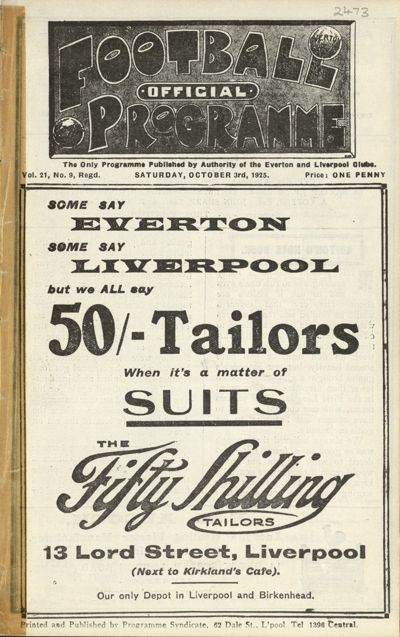 2473
FOOTBALL
EVERTON
OFFICIAL
PROGRAMME
The Only Programme Published by Authority of the Everton and Liverpool Clubs.
Vol. 21, No. 9, Regd. SATURDAY, OCTOBER 3rd, 1925. Price: ONE PENNY
SOME SAY
EVERTON
SOME SAY
LIVERPOOL
but we ALL say
50/- Tailors
When it's a matter of
SUITS
THE
Fifty Shilling
TAILORS
13 Lord Street, Liverpool
(Next to Kirkland's Cafe).
Our only Depot in Liverpool and Birkenhead.
Printed and Published by Programme Syndicate, 62 Dale St., L'pool. Tel 1396 Central.